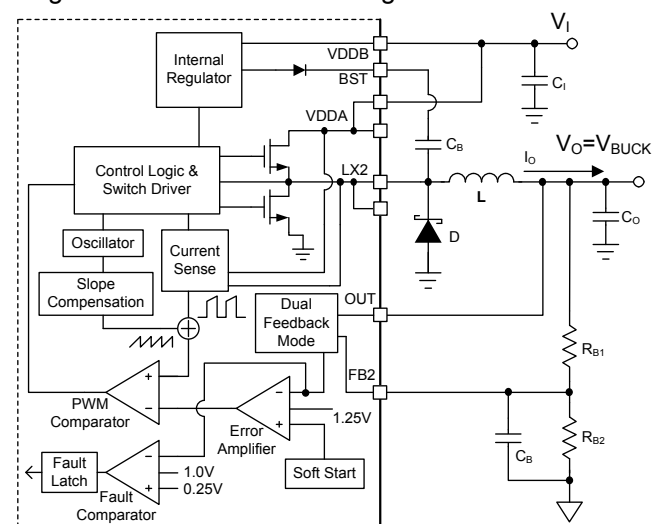 V_I
Internal
Regulator
VDDB
BST
C_I
VDDA
C_B
V_O=V_BUCK
Control Logic &
Switch Driver
LX2
I_O
L
C_O
Oscillator
Current
Sense
D
Slope
Compensation
Dual
Feedback
Mode
OUT
R_B1
+
−
PWM
Comparator
FB2
−
+
1.25V
Error
Amplifier
C_B
R_B2
Fault
Latch
−
+
1.0V
0.25V
Fault
Comparator
Soft Start